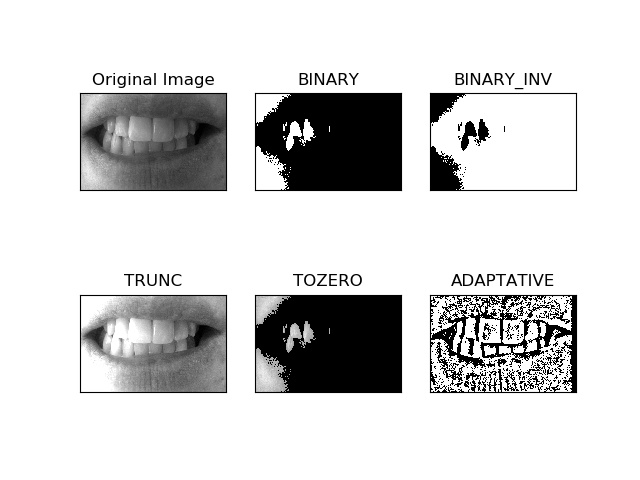 Original Image
BINARY
BINARY_INV
TRUNC
TOZERO
ADAPTATIVE